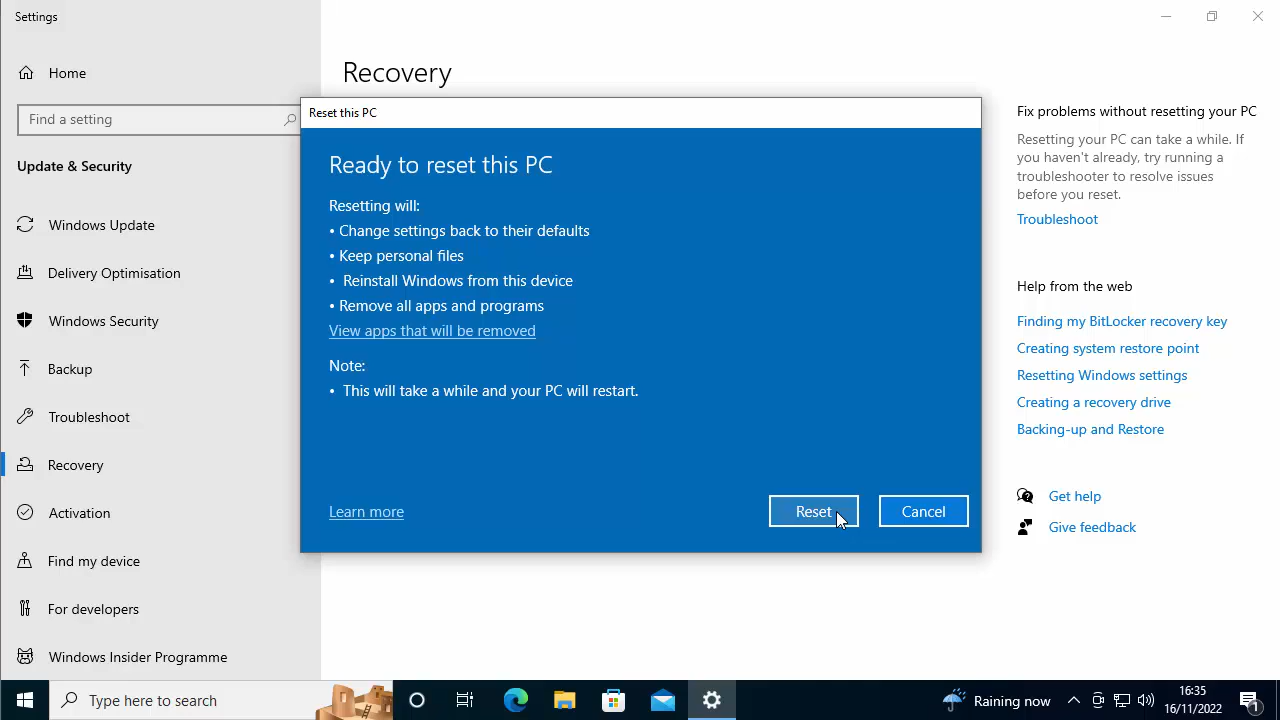 Settings
Home
Find a setting
Update & Security
Windows Update
Delivery Optimisation
Windows Security
Backup
Troubleshoot
Recovery
Activation
Find my device
For developers
Windows Insider Programme
Recovery
Reset this PC
Ready to reset this PC
Resetting will:
• Change settings back to their defaults
• Keep personal files
• Reinstall Windows from this device
• Remove all apps and programs
View apps that will be removed
Note:
• This will take a while and your PC will restart.
Learn more
Reset
Cancel
Fix problems without resetting your PC
Resetting your PC can take a while. If
you haven't already, try running a
troubleshooter to resolve issues
before you reset.
Troubleshoot
Help from the web
Finding my BitLocker recovery key
Creating system restore point
Resetting Windows settings
Creating a recovery drive
Backing-up and Restore
Get help
Give feedback
Type here to search
Raining now
16:35
16/11/2022
1